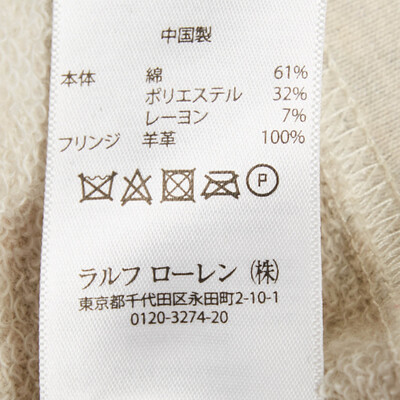 中国製
本体 綿 61%
ポリエステル 32%
レーヨン 7%
フリンジ 羊革 100%
P
ラルフ ローレン (株)
東京都千代田区永田町2-10-1
0120-3274-20